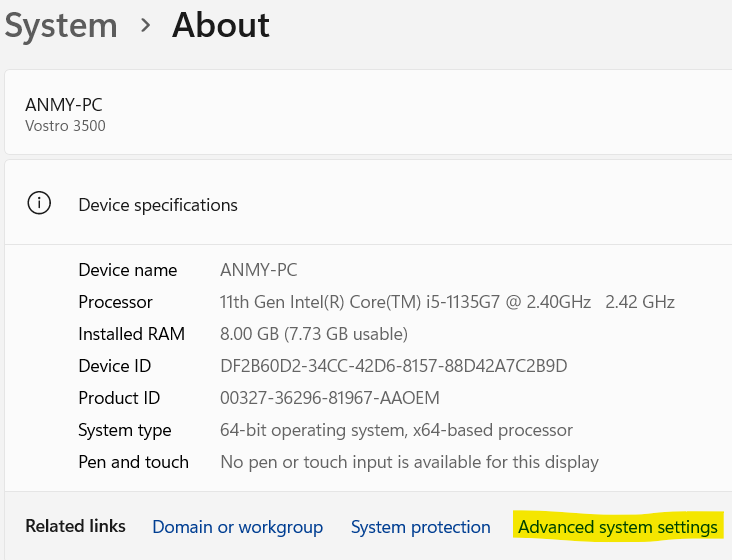 System > About
ANMY-PC
Vostro 3500
Device specifications
Device name ANMY-PC
Processor 11th Gen Intel(R) Core(TM) i5-1135G7 @ 2.40GHz 2.42 GHz
Installed RAM 8.00 GB (7.73 GB usable)
Device ID DF2B60D2-34CC-42D6-8157-88D42A7C2B9D
Product ID 00327-36296-81967-AAOEM
System type 64-bit operating system, x64-based processor
Pen and touch No pen or touch input is available for this display
Related links Domain or workgroup System protection Advanced system settings